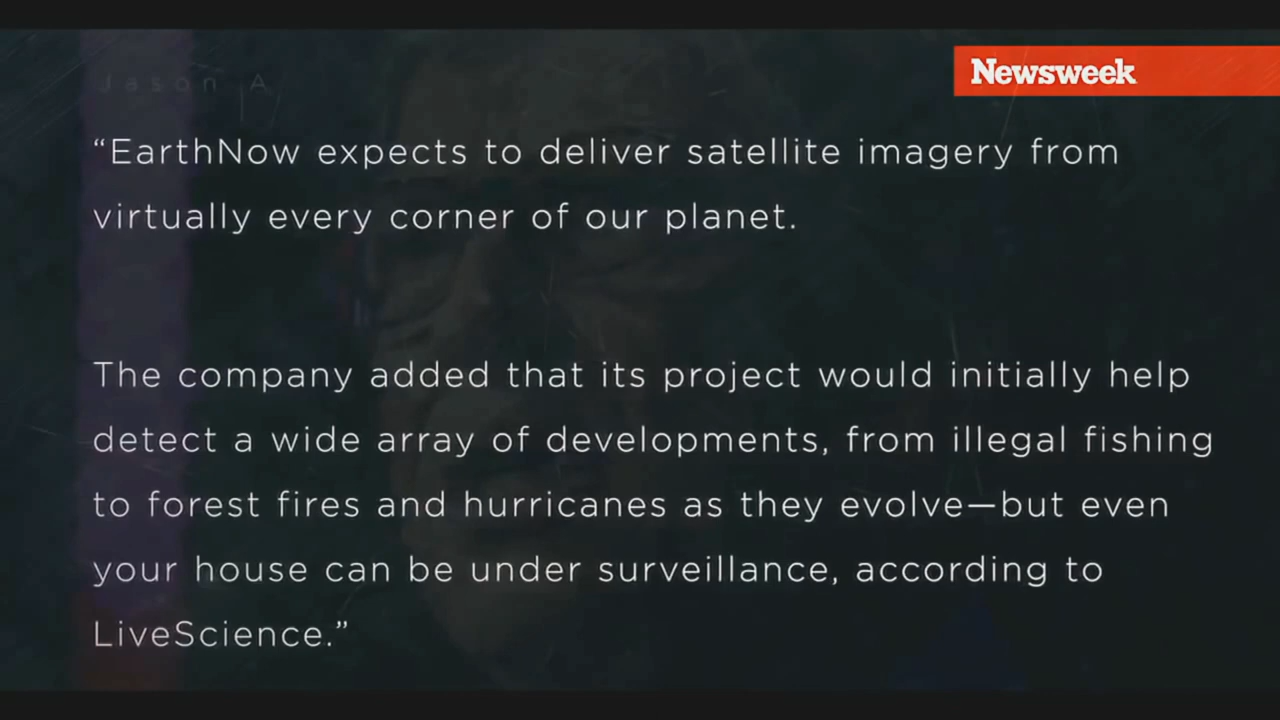 Jason A
Newsweek
“EarthNow expects to deliver satellite imagery from
virtually every corner of our planet.
The company added that its project would initially help
detect a wide array of developments, from illegal fishing
to forest fires and hurricanes as they evolve—but even
your house can be under surveillance, according to
LiveScience.”